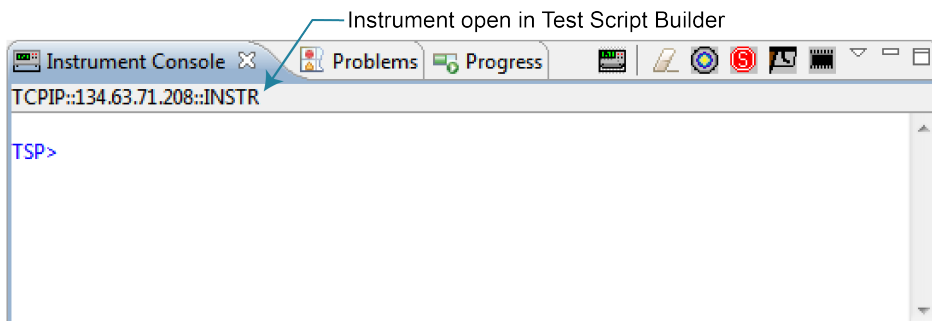 Instrument open in Test Script Builder
Instrument Console Problems Progress
TCPIP::134.63.71.208::INSTR
TSP>